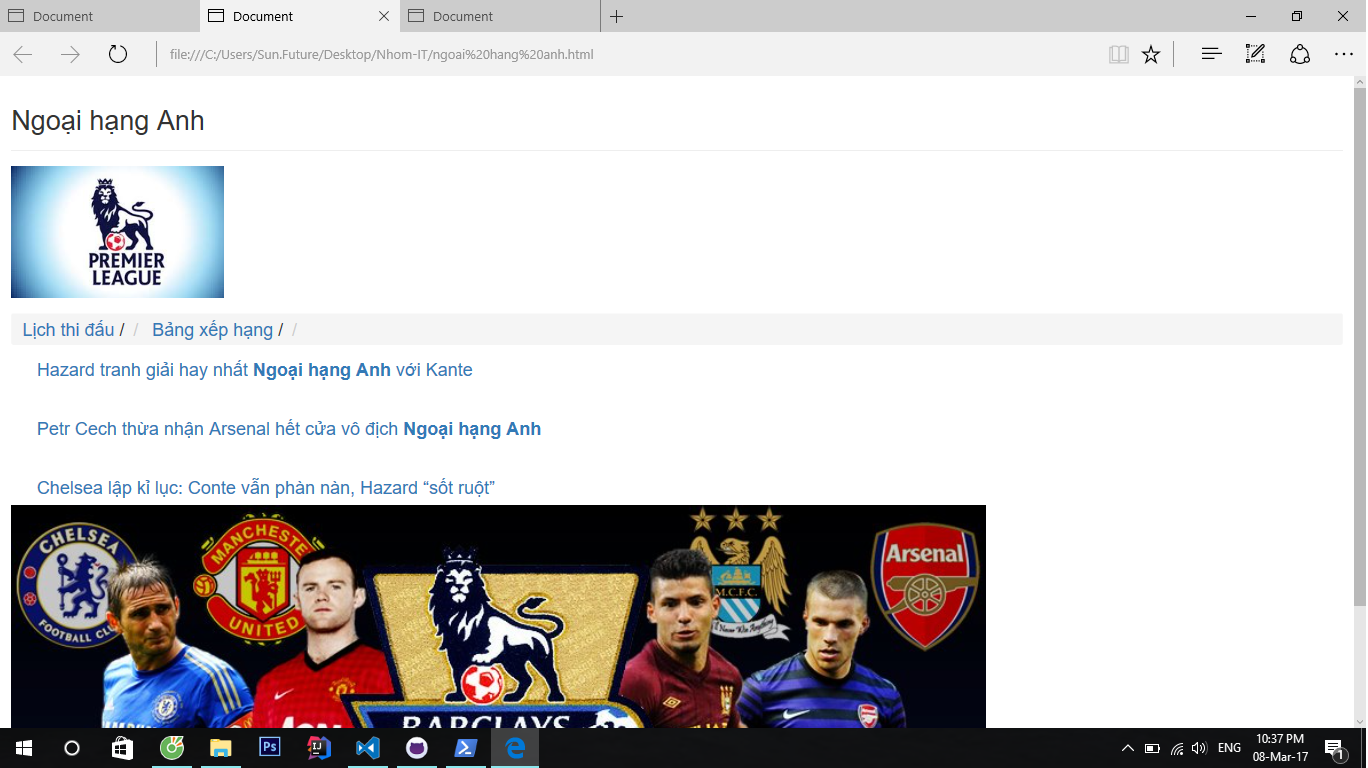 Document
Document
Document
file:///C:/Users/Sun.Future/Desktop/Nhom-IT/ngoai%20hang%20anh.html
Ngoại hạng Anh
PREMIER
LEAGUE
Lịch thi đấu / / Bảng xếp hạng / /
Hazard tranh giải hay nhất Ngoại hạng Anh với Kante
Petr Cech thừa nhận Arsenal hết cửa vô địch Ngoại hạng Anh
Chelsea lập kỉ lục: Conte vẫn phàn nàn, Hazard “sốt ruột”
CHELSEA
FOOTBALL CLUB
MANCHESTER
UNITED
M.C.F.C.
Arsenal
BARCLAYS
Ps
IJ
ENG
10:37 PM
08-Mar-17
1